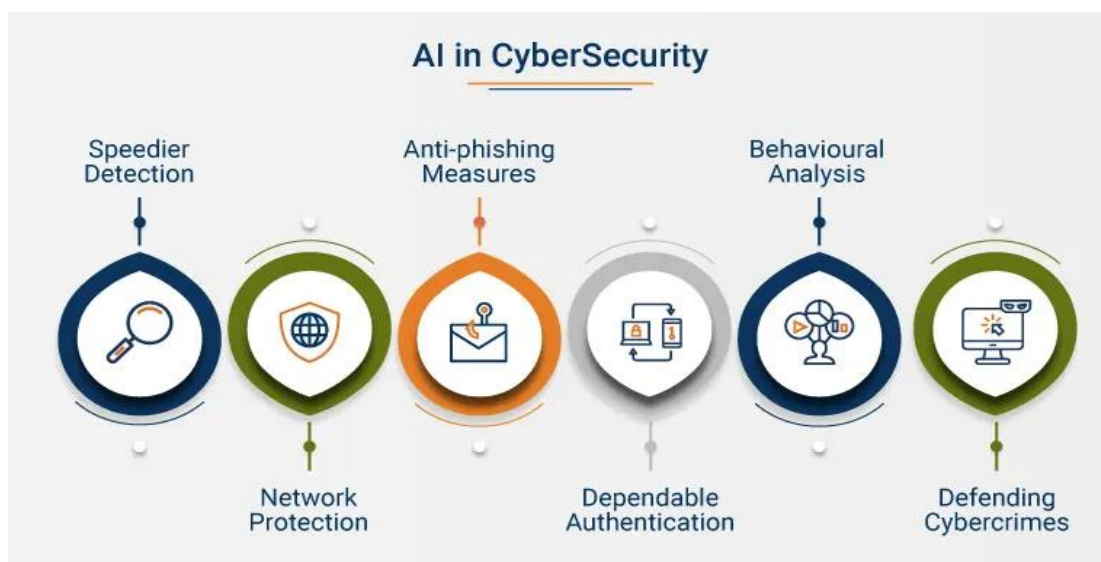 AI in CyberSecurity
Speedier
Detection
Anti-phishing
Measures
Behavioural
Analysis
Network
Protection
Dependable
Authentication
Defending
Cybercrimes